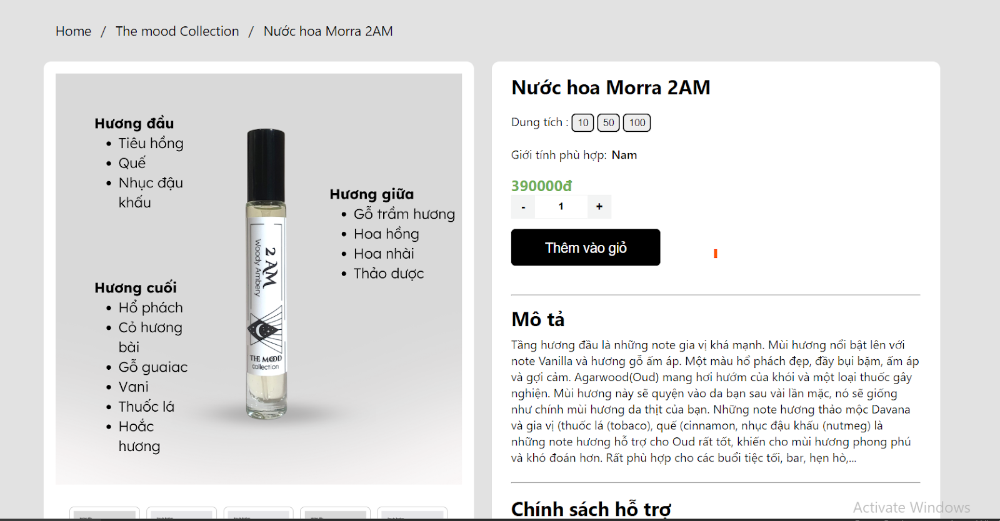 Home / The mood Collection / Nước hoa Morra 2AM
Hương đầu
• Tiêu hồng
• Quế
• Nhục đậu
khấu
Hương giữa
• Gỗ trầm hương
• Hoa hồng
• Hoa nhài
• Thảo dược
Hương cuối
• Hổ phách
• Cỏ hương
bài
• Gỗ guaiac
• Vani
• Thuốc lá
• Hoắc
hương
2 AM
Woody Ambery
THE MOOD
collection
Nước hoa Morra 2AM
Dung tích : 10 50 100
Giới tính phù hợp: Nam
390000đ
- 1 +
Thêm vào giỏ
Mô tả
Tầng hương đầu là những note gia vị khá mạnh. Mùi hương nổi bật lên với
note Vanilla và hương gỗ ấm áp. Một màu hổ phách đẹp, đầy bụi bặm, ấm áp
và gợi cảm. Agarwood(Oud) mang hơi hướm của khói và một loại thuốc gây
nghiện. Mùi hương này sẽ quyện vào da bạn sau vài lần mặc, nó sẽ giống
như chính mùi hương da thịt của bạn. Những note hương thảo mộc Davana
và gia vị (thuốc lá (tobaco), quế (cinnamon, nhục đậu khấu (nutmeg) là
những note hương hỗ trợ cho Oud rất tốt, khiến cho mùi hương phong phú
và khó đoán hơn. Rất phù hợp cho các buổi tiệc tối, bar, hẹn hò,...
Chính sách hỗ trợ
Activate Windows